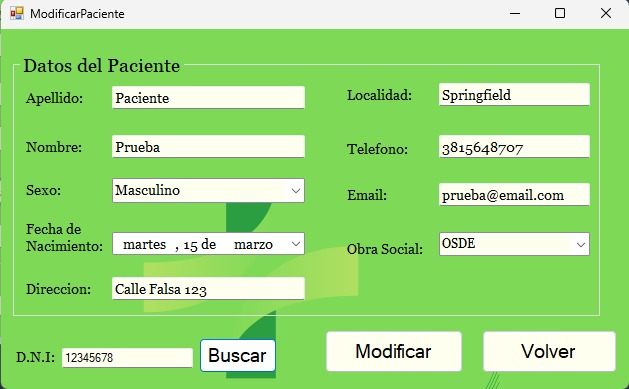 ModificarPaciente
Datos del Paciente
Apellido: Paciente
Localidad: Springfield
Nombre: Prueba
Telefono: 3815648707
Sexo: Masculino
Email: prueba@email.com
Fecha de
Nacimiento: martes , 15 de marzo
Obra Social: OSDE
Direccion: Calle Falsa 123
D.N.I: 12345678 Buscar Modificar Volver